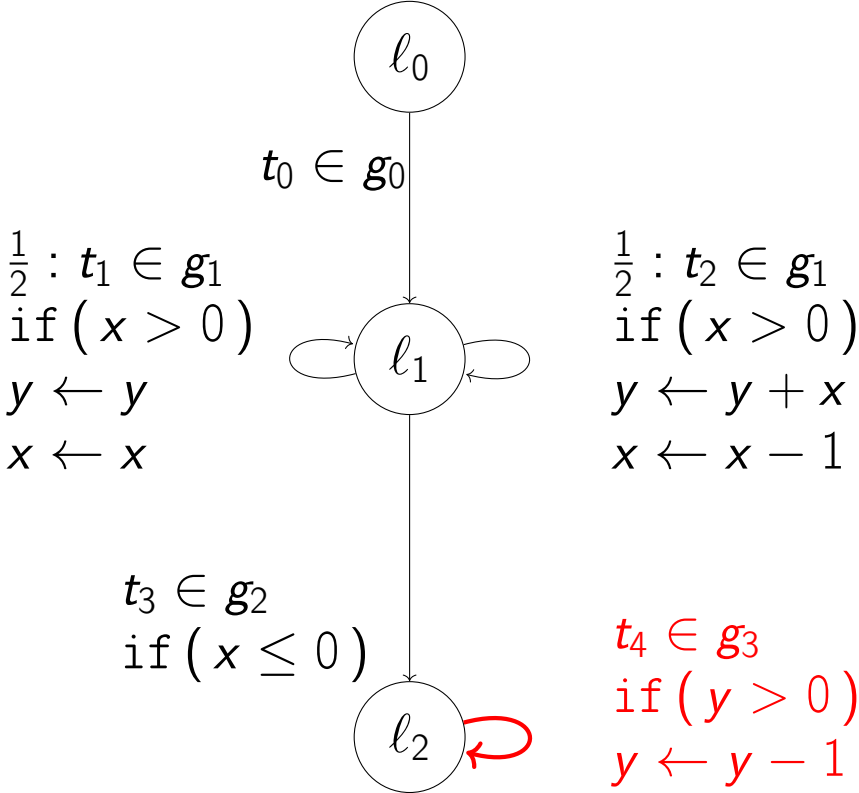 ℓ0
t0 ∈ g0
1/2 : t1 ∈ g1
if(x > 0)
y ← y
x ← x
ℓ1
1/2 : t2 ∈ g1
if(x > 0)
y ← y + x
x ← x − 1
t3 ∈ g2
if(x ≤ 0)
ℓ2
t4 ∈ g3
if(y > 0)
y ← y − 1